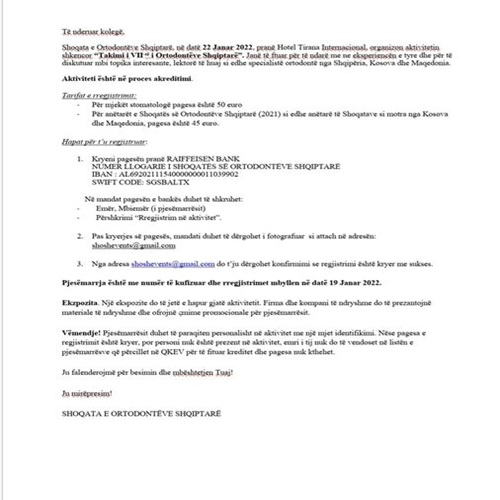 Të nderuar kolegë,
Shoqata e Ortodontëve Shqiptarë, në datë 22 Janar 2022, pranë Hotel Tirana Internacional, organizon aktivitetin
shkencor "Takimi i VII-të i Ortodontëve Shqiptarë". Janë të ftuar për të ndarë me ne eksperiencën e tyre dhe për të
diskutuar mbi topika interesante, lektorë të huaj si edhe specialistë ortodontë nga Shqipëria, Kosova dhe Maqedonia.
Aktiviteti është në proces akreditimi.
Tarifat e rregjistrimit:
- Për mjekët stomatologë pagesa është 50 euro
- Për anëtarët e Shoqatës së Ortodontëve Shqiptarë (2021) si edhe anëtarë të Shoqatave si motra nga Kosova
dhe Maqedonia, pagesa është 45 euro.
Hapat për t'u regjistruar:
1. Kryeni pagesën pranë RAIFFEISEN BANK
NUMER LLOGARIE I SHOQATËS SË ORTODONTËVE SHQIPTARË
IBAN : AL6920211154000000011039902
SWIFT CODE: SGSBALTX
Në mandat pagesën e bankës duhet të shkruhet:
- Emër, Mbiemër (i pjesëmarrësit)
- Përshkrimi "Rregjistrim në aktivitet".
2. Pas kryerjes së pagesës, mandati duhet të dërgohet i fotografuar si attach në adresën:
shoshevents@gmail.com
3. Nga adresa shoshevents@gmail.com do t'ju dërgohet konfirmimi se regjistrimi është kryer me sukses.
Pjesëmarrja është me numër të kufizuar dhe rregjistrimet mbyllen në datë 19 Janar 2022.
Ekzpozita. Një ekspozitë do të jetë e hapur gjatë aktivitetit. Firma dhe kompani të ndryshme do të prezantojnë
materiale të ndryshme dhe ofrojnë çmime promocionale për pjesëmarrësit.
Vëmendje! Pjesëmarrësit duhet të paraqiten personalisht në aktivitet me një mjet identifikimi. Nëse pagesa e
regjistrimit është kryer, por personi nuk është prezent në aktivitet, emri i tij nuk do të vendoset në listën e
pjesëmarrësve që përcillet në QKEV për të fituar kreditet dhe pagesa nuk kthehet.
Ju falenderojmë për besimin dhe mbështetjen Tuaj!
Ju mirëpresim!
SHOQATA E ORTODONTËVE SHQIPTARË